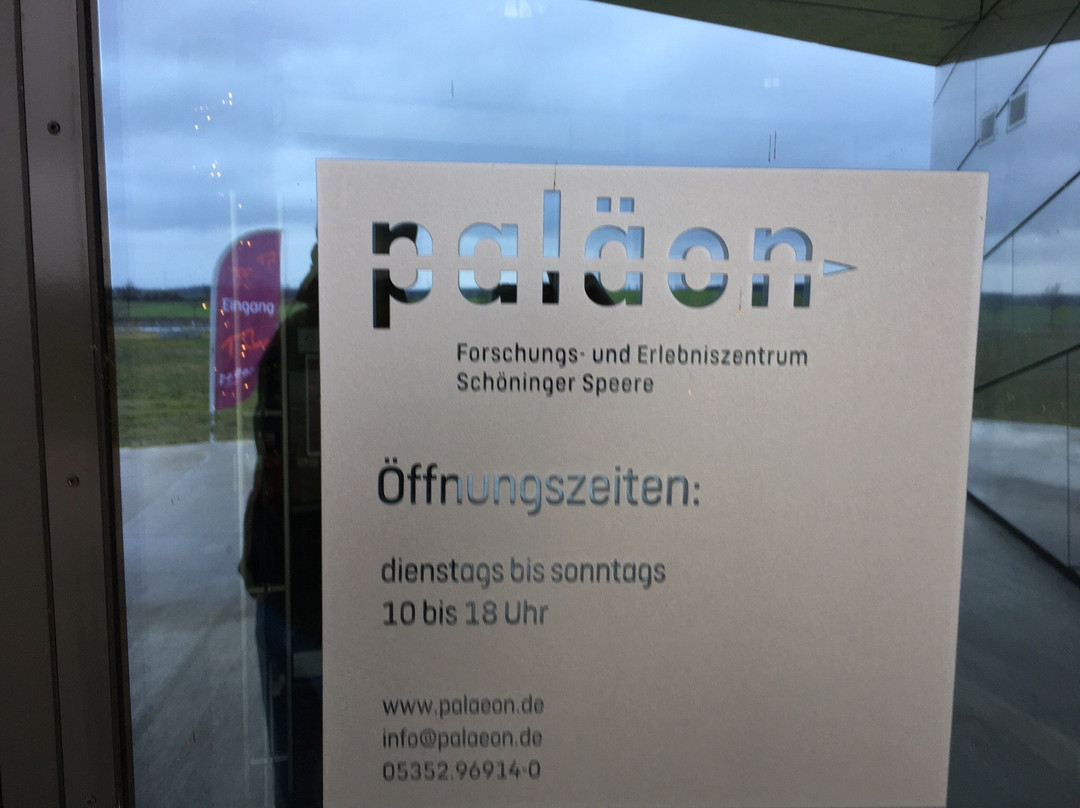 paläon
Forschungs- und Erlebniszentrum
Schöninger Speere
Öffnungszeiten:
dienstags bis sonntags
10 bis 18 Uhr
www.palaeon.de
info@palaeon.de
05352.96914-0
Eingang